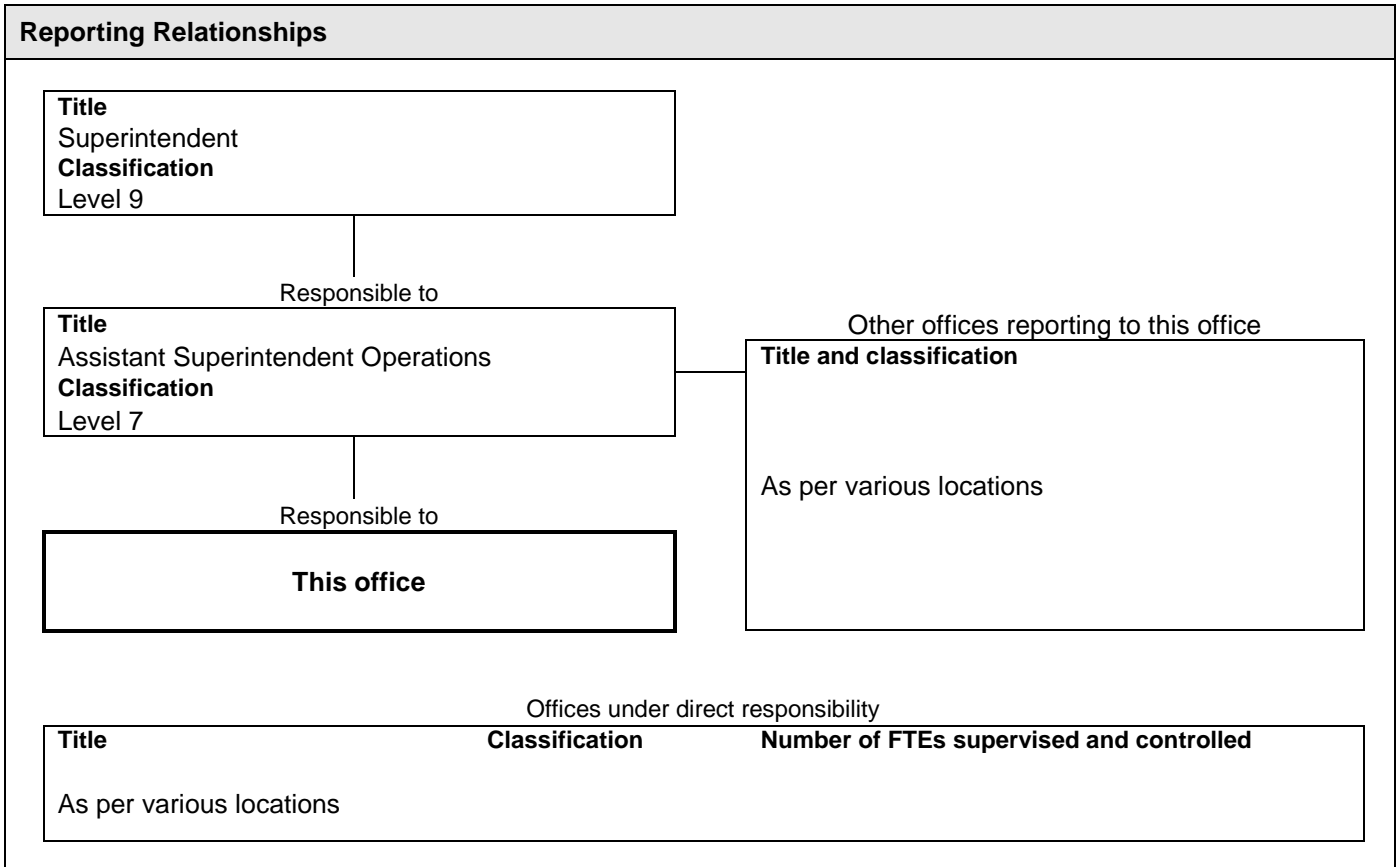 Reporting Relationships
Title
Superintendent
Classification
Level 9
Responsible to
Title
Assistant Superintendent Operations
Classification
Level 7
Other offices reporting to this office
Title and classification
As per various locations
Responsible to
This office
Offices under direct responsibility
Title Classification Number of FTEs supervised and controlled
As per various locations